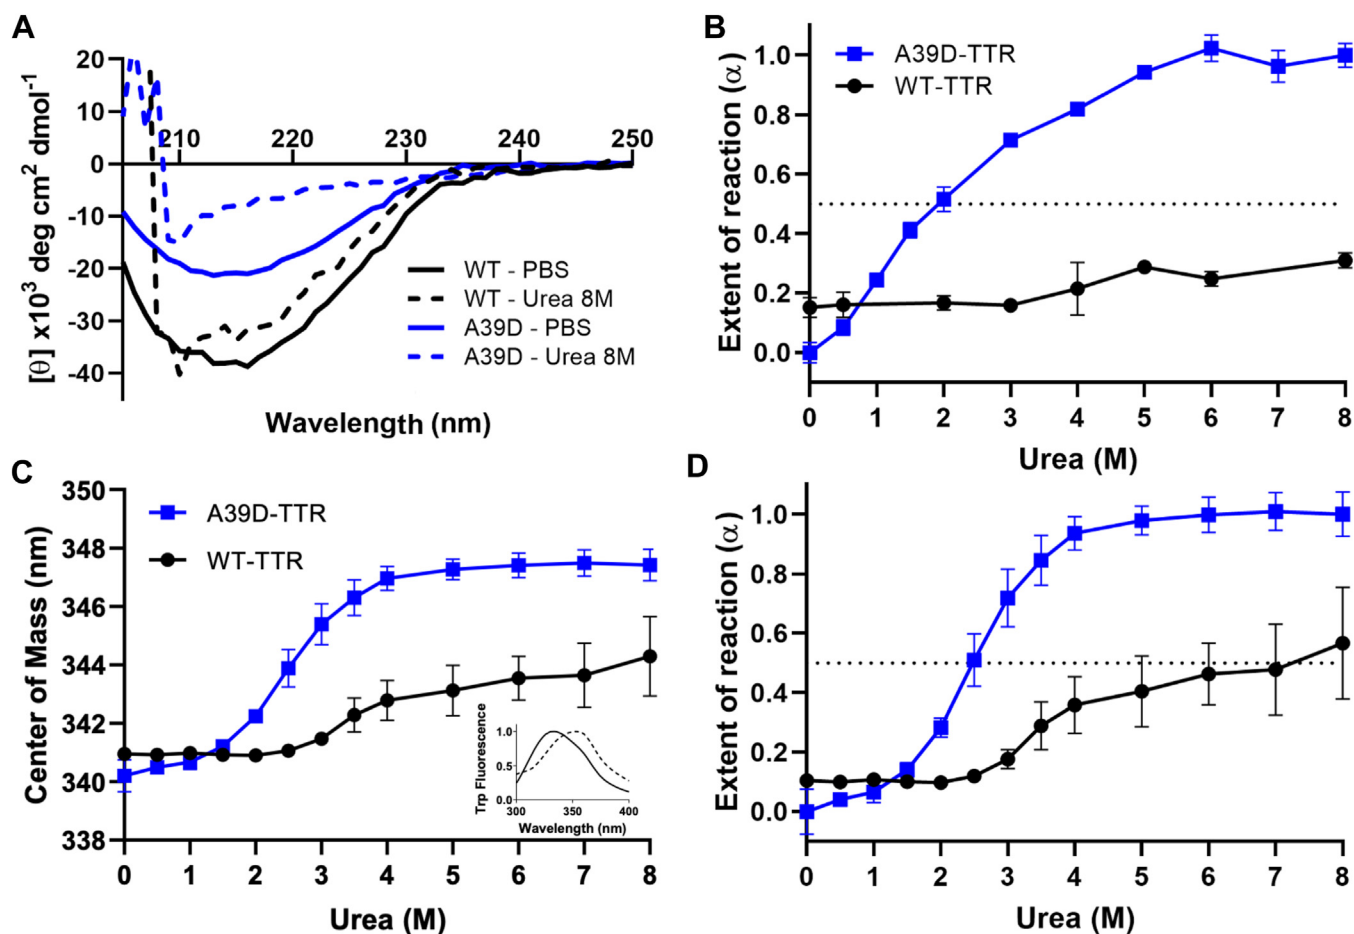 A
20
10
0
-10
-20
-30
-40
210 220 230 240 250
[θ] x10³ deg cm² dmol⁻¹
WT - PBS
WT - Urea 8M
A39D - PBS
A39D - Urea 8M
Wavelength (nm)
B
A39D-TTR
WT-TTR
1.0
0.8
0.6
0.4
0.2
0.0
Extent of reaction (α)
0 1 2 3 4 5 6 7 8
Urea (M)
C
350
348
346
344
342
340
338
Center of Mass (nm)
A39D-TTR
WT-TTR
Trp Fluorescence
1.0
0.5
0.0
300 350 400
Wavelength (nm)
0 1 2 3 4 5 6 7 8
Urea (M)
D
1.0
0.8
0.6
0.4
0.2
0.0
Extent of reaction (α)
A39D-TTR
WT-TTR
0 1 2 3 4 5 6 7 8
Urea (M)